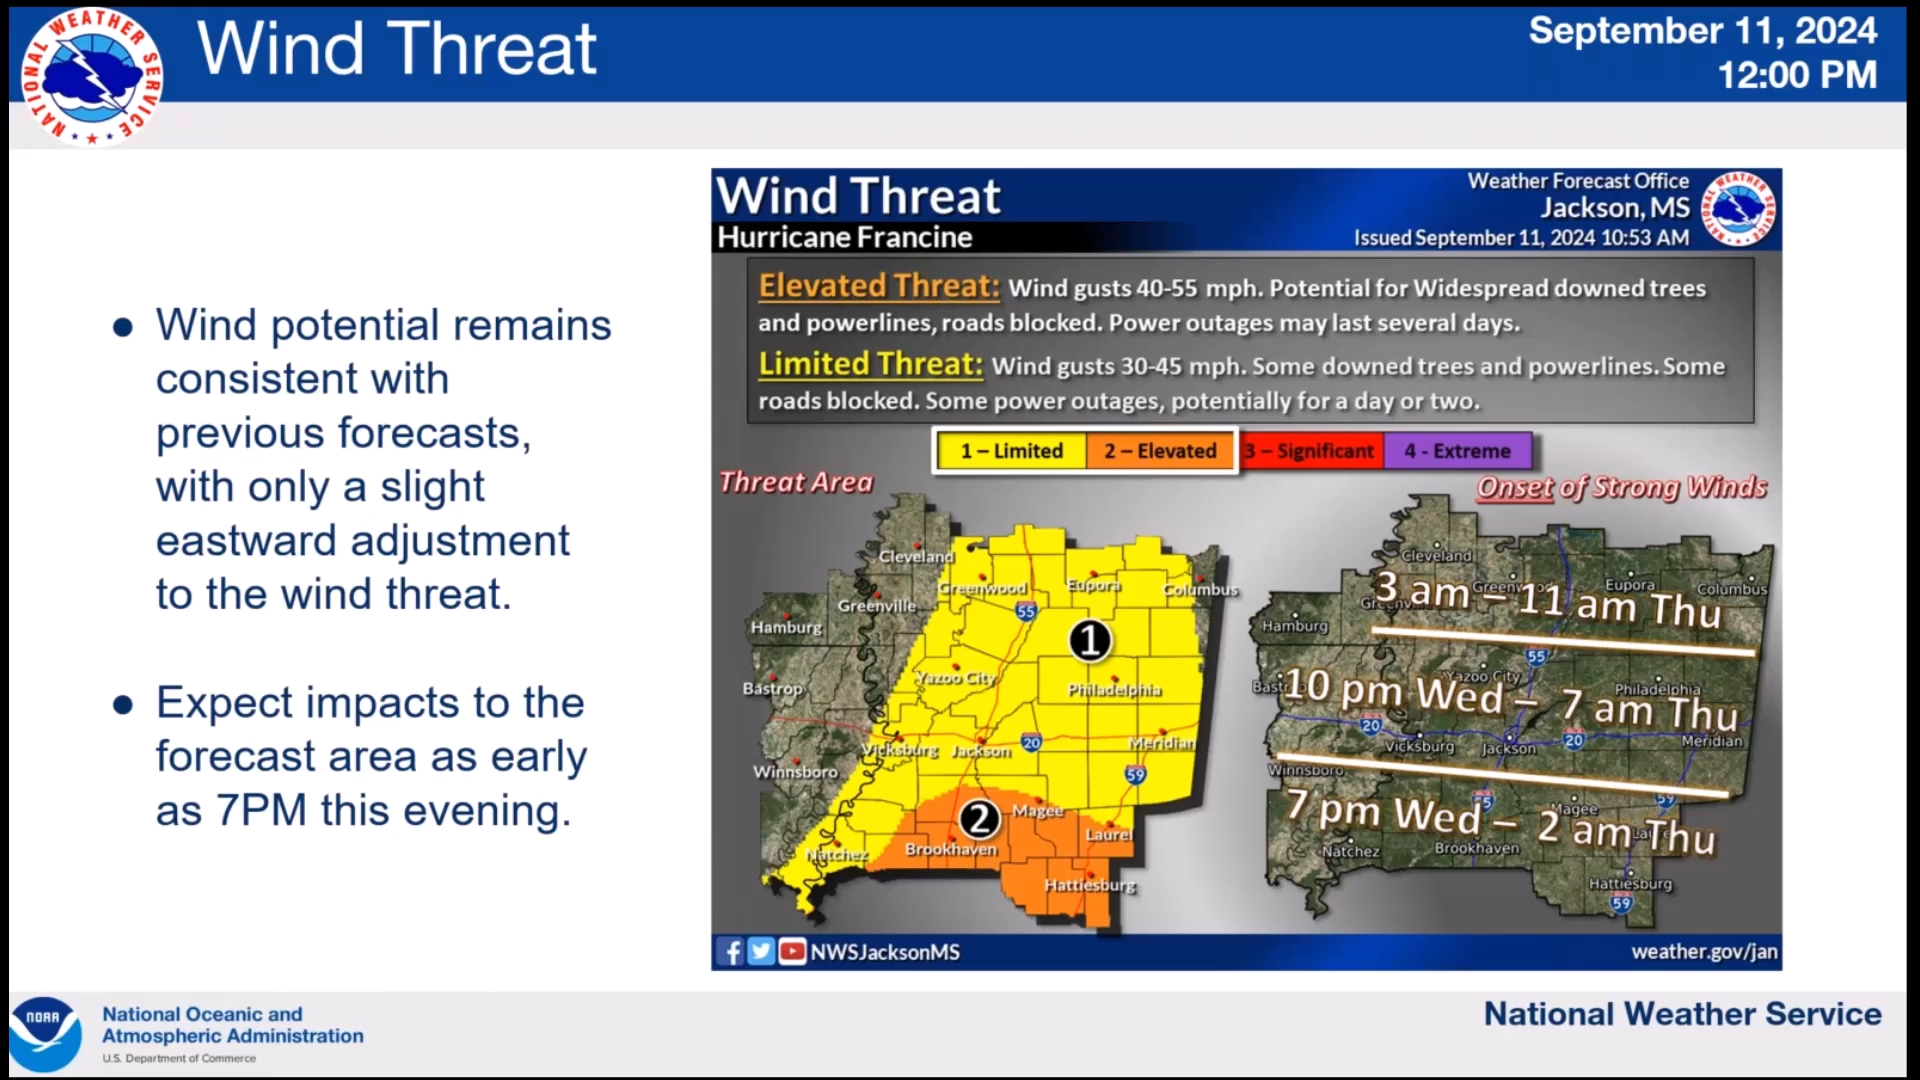 NATIONAL WEATHER SERVICE
Wind Threat
September 11, 2024
12:00 PM
● Wind potential remains
consistent with
previous forecasts,
with only a slight
eastward adjustment
to the wind threat.
● Expect impacts to the
forecast area as early
as 7PM this evening.
Wind Threat
Hurricane Francine
Weather Forecast Office
Jackson, MS
Issued September 11, 2024 10:53 AM
NATIONAL WEATHER SERVICE
Elevated Threat: Wind gusts 40-55 mph. Potential for Widespread downed trees
and powerlines, roads blocked. Power outages may last several days.
Limited Threat: Wind gusts 30-45 mph. Some downed trees and powerlines. Some
roads blocked. Some power outages, potentially for a day or two.
1 – Limited
2 – Elevated
3 – Significant
4 - Extreme
Threat Area
Cleveland
Greenwood
Eupora
Columbus
Greenville
55
Hamburg
1
Yazoo City
Bastrop
Philadelphia
Vicksburg
Jackson
20
Meridian
Winnsboro
59
2
Magee
Laurel
Natchez
Brookhaven
Hattiesburg
Onset of Strong Winds
Cleveland
Eupora
Columbus
3 am – 11 am Thu
Hamburg
55
Yazoo City
Philadelphia
10 pm Wed – 7 am Thu
20
Vicksburg
Jackson
20
Meridian
Winnsboro
55
Magee
59
7 pm Wed – 2 am Thu
Natchez
Brookhaven
Hattiesburg
59
NWSJacksonMS
weather.gov/jan
NOAA
National Oceanic and
Atmospheric Administration
U.S. Department of Commerce
National Weather Service